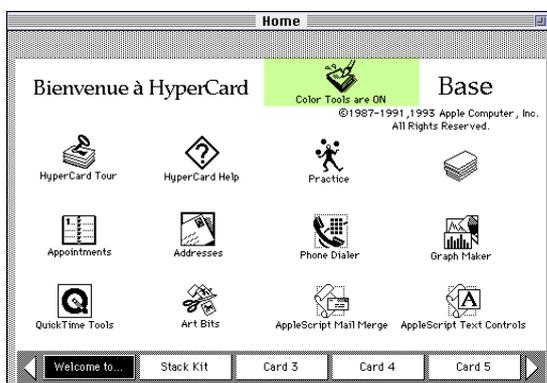 Home
Bienvenue à HyperCard
Base
Color Tools are ON
©1987-1991,1993 Apple Computer, Inc.
All Rights Reserved.
HyperCard Tour
HyperCard Help
Practice
1..
Appointments
Addresses
Phone Dialer
Graph Maker
QuickTime Tools
Art Bits
AppleScript Mail Merge
AppleScript Text Controls
Welcome to...
Stack Kit
Card 3
Card 4
Card 5